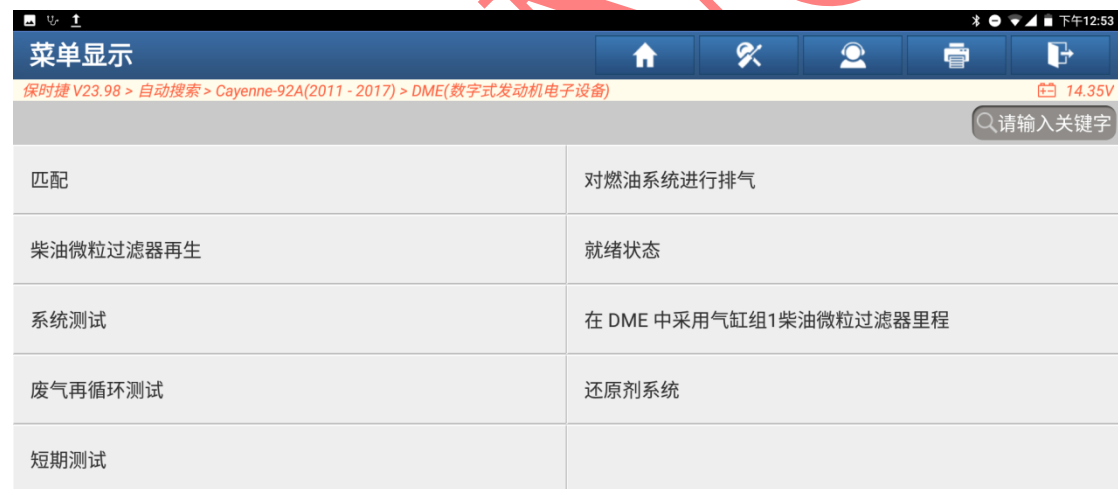 下午12:53
菜单显示
保时捷 V23.98 > 自动搜索 > Cayenne-92A(2011 - 2017) > DME(数字式发动机电子设备)
14.35V
请输入关键字
匹配
对燃油系统进行排气
柴油微粒过滤器再生
就绪状态
系统测试
在 DME 中采用气缸组1柴油微粒过滤器里程
废气再循环测试
还原剂系统
短期测试